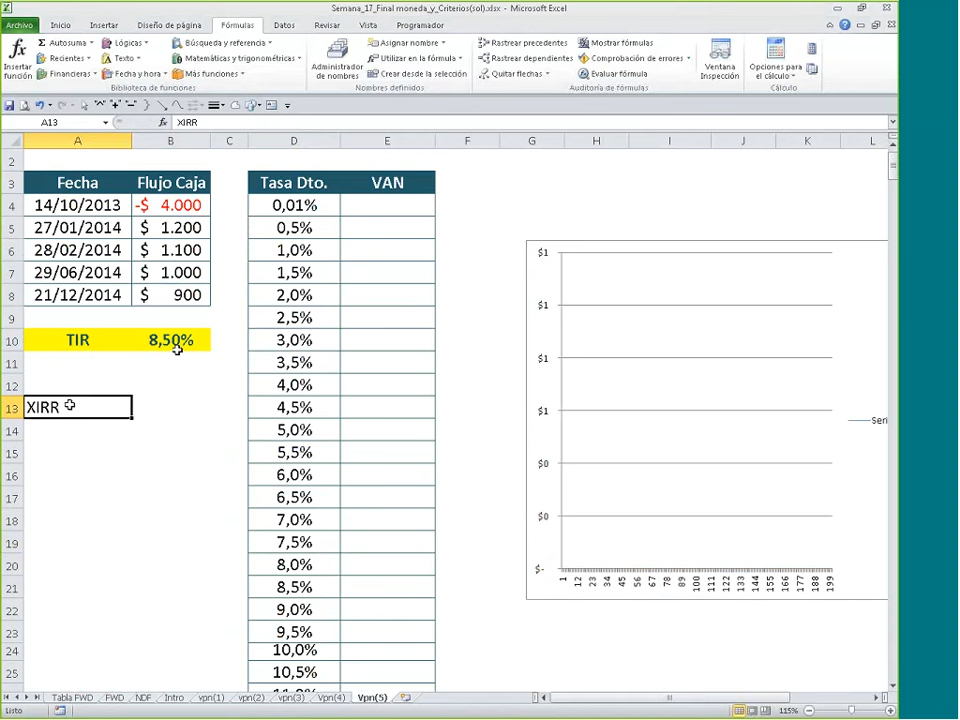 Semana_17_Final moneda_y_Criterios(sol).xlsx - Microsoft Excel
Archivo Inicio Insertar Diseño de página Fórmulas Datos Revisar Vista Programador
fx Insertar función
Σ Autosuma Lógicas Búsqueda y referencia
Recientes Texto Matemáticas y trigonométricas
Financieras Fecha y hora Más funciones
Biblioteca de funciones
Administrador de nombres
Asignar nombre
Utilizar en la fórmula
Crear desde la selección
Nombres definidos
Rastrear precedentes Mostrar fórmulas
Rastrear dependientes Comprobación de errores
Quitar flechas Evaluar fórmula
Auditoría de fórmulas
Ventana Inspección
Opciones para el cálculo
Cálculo
A13 fx XIRR
A B C D E F G H I J K L
2
3 Fecha Flujo Caja Tasa Dto. VAN
4 14/10/2013 -$ 4.000 0,01%
5 27/01/2014 $ 1.200 0,5%
6 28/02/2014 $ 1.100 1,0%
7 29/06/2014 $ 1.000 1,5%
8 21/12/2014 $ 900 2,0%
9 2,5%
10 TIR 8,50% 3,0%
11 3,5%
12 4,0%
13 XIRR 4,5%
14 5,0%
15 5,5%
16 6,0%
17 6,5%
18 7,0%
19 7,5%
20 8,0%
21 8,5%
22 9,0%
23 9,5%
24 10,0%
25 10,5%
$1
$1
$1
$1
$0
$0
$-
1 12 23 34 45 56 67 78 89 100 111 122 133 144 155 166 177 188 199
Seri
Tabla FWD FWD NDF Intro vpn(1) vpn(2) vpn(3) Vpn(4) Vpn(5)
Listo 115%